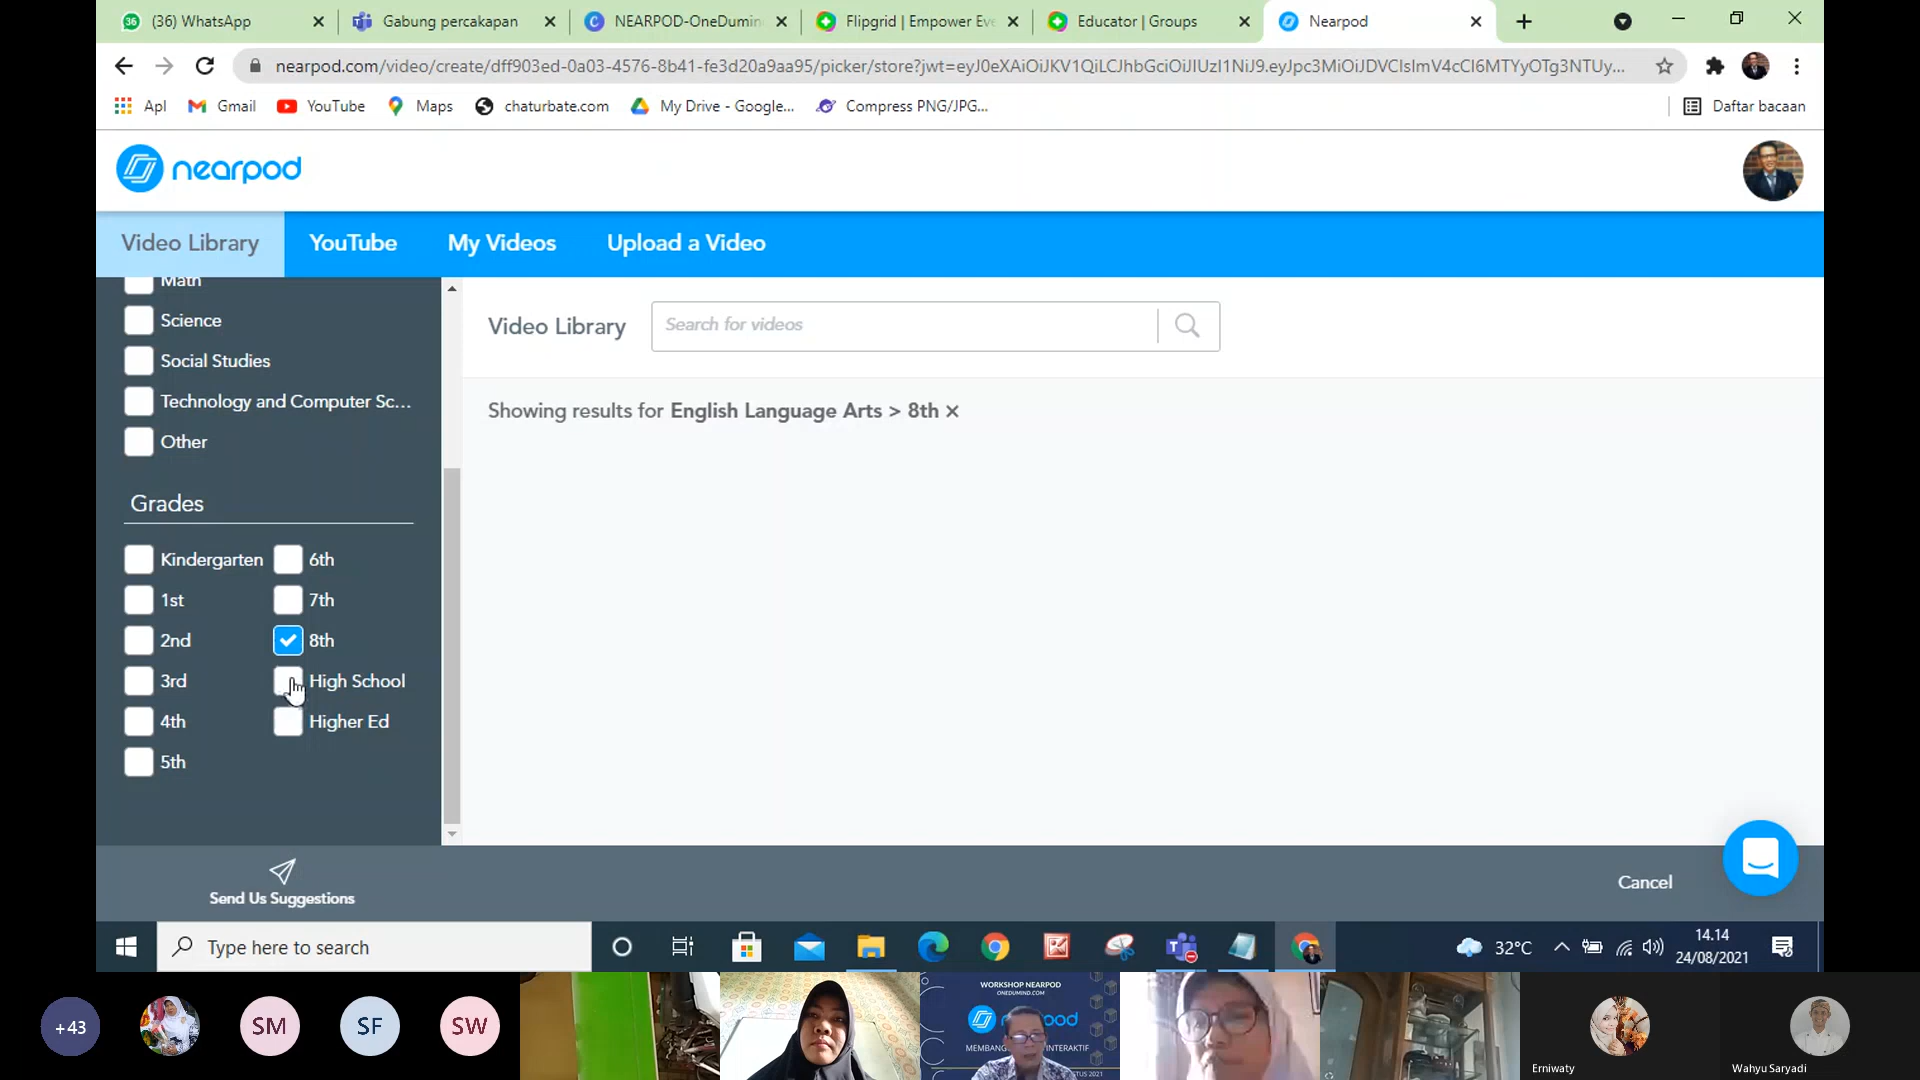 (36) WhatsApp
Gabung percakapan
NEARPOD-OneDumin
Flipgrid | Empower Eve
Educator | Groups
Nearpod
nearpod.com/video/create/dff903ed-0a03-4576-8b41-fe3d20a9aa95/picker/store?jwt=eyJ0eXAiOiJKV1QiLCJhbGciOiJIUzI1NiJ9.eyJpc3MiOiJDVCIsImV4cCI6MTYyOTg3NTUy...
Apl
Gmail
YouTube
Maps
chaturbate.com
My Drive - Google...
Compress PNG/JPG...
Daftar bacaan
nearpod
Video Library
YouTube
My Videos
Upload a Video
Math
Science
Social Studies
Technology and Computer Sc...
Other
Grades
Kindergarten
6th
1st
7th
2nd
8th
3rd
High School
4th
Higher Ed
5th
Video Library
Search for videos
Showing results for English Language Arts > 8th ×
Send Us Suggestions
Cancel
Type here to search
32°C
14.14
24/08/2021
+43
SM
SF
SW
WORKSHOP NEARPOD
ONEDUMIND.COM
MEMBANG
INTERAKTIF
Erniwaty
Wahyu Saryadi